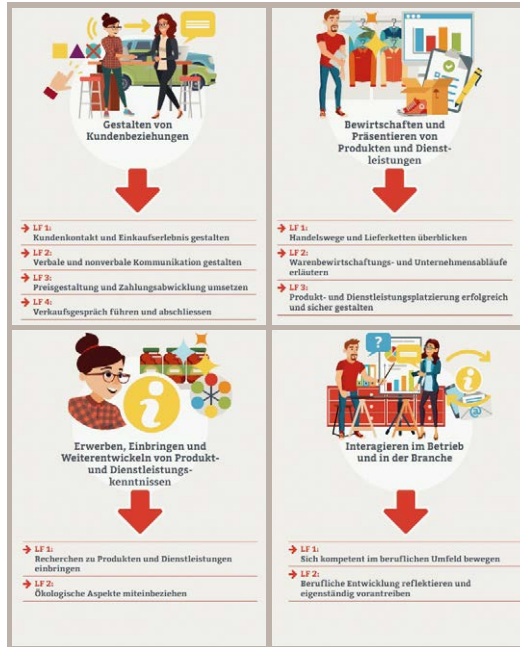 Gestalten von
Kundenbeziehungen
→ LF 1:
Kundenkontakt und Einkaufserlebnis gestalten
→ LF 2:
Verbale und nonverbale Kommunikation gestalten
→ LF 3:
Preisgestaltung und Zahlungsabwicklung umsetzen
→ LF 4:
Verkaufsgespräch führen und abschliessen
Bewirtschaften und
Präsentieren von
Produkten und Dienst-
leistungen
→ LF 1:
Handelswege und Lieferketten überblicken
→ LF 2:
Warenbewirtschaftungs- und Unternehmensabläufe
erläutern
→ LF 3:
Produkt- und Dienstleistungsplatzierung erfolgreich
und sicher gestalten
Erwerben, Einbringen und
Weiterentwickeln von Produkt-
und Dienstleistungs-
kenntnissen
→ LF 1:
Recherchen zu Produkten und Dienstleistungen
einbringen
→ LF 2:
Ökologische Aspekte miteinbeziehen
Interagieren im Betrieb
und in der Branche
→ LF 1:
Sich kompetent im beruflichen Umfeld bewegen
→ LF 2:
Berufliche Entwicklung reflektieren und
eigenständig vorantreiben